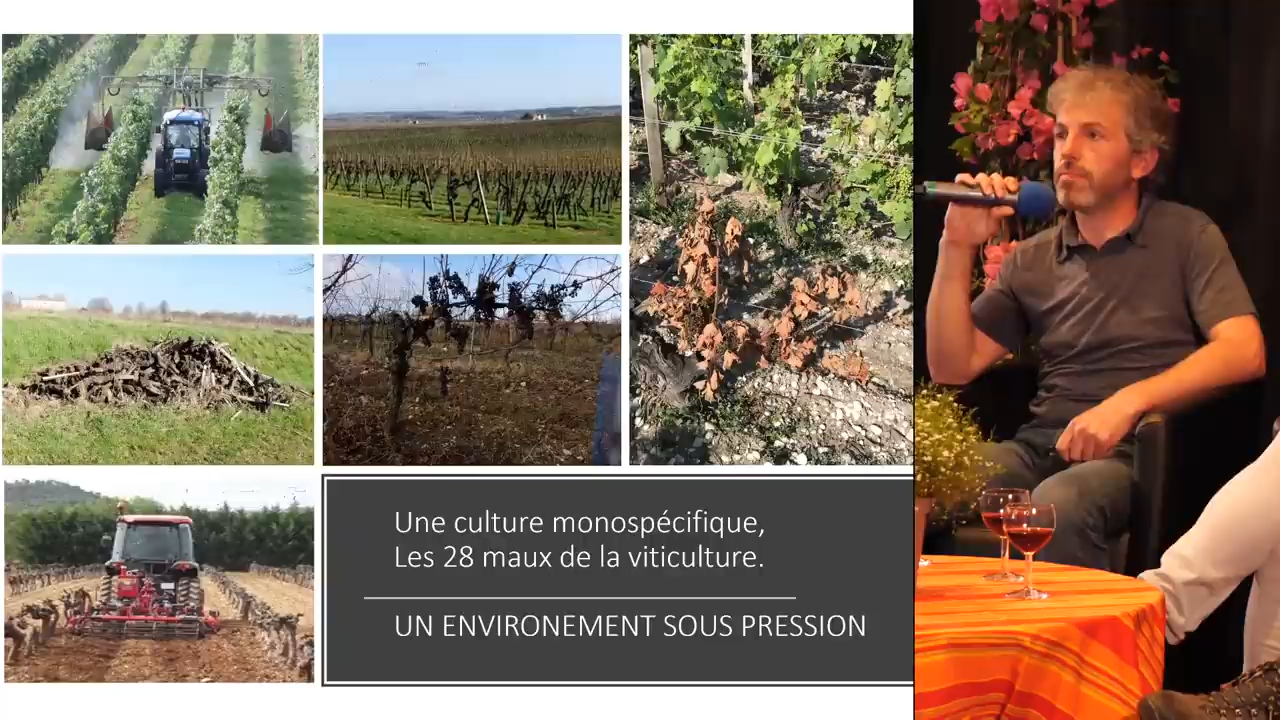 Une culture monospécifique,
Les 28 maux de la viticulture.
UN ENVIRONEMENT SOUS PRESSION